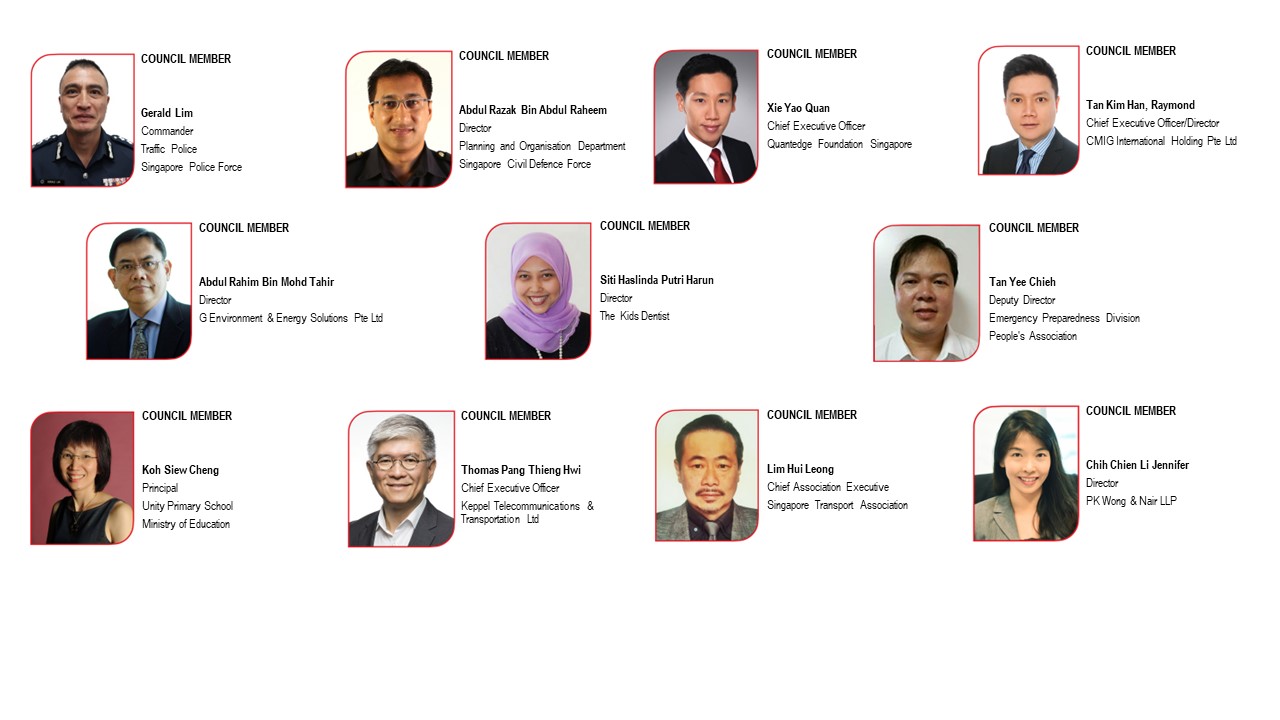 COUNCIL MEMBER
Gerald Lim
Commander
Traffic Police
Singapore Police Force
COUNCIL MEMBER
Abdul Razak Bin Abdul Raheem
Director
Planning and Organisation Department
Singapore Civil Defence Force
COUNCIL MEMBER
Xie Yao Quan
Chief Executive Officer
Quantedge Foundation Singapore
COUNCIL MEMBER
Tan Kim Han, Raymond
Chief Executive Officer/Director
CMIG International Holding Pte Ltd
COUNCIL MEMBER
Abdul Rahim Bin Mohd Tahir
Director
G Environment & Energy Solutions Pte Ltd
COUNCIL MEMBER
Siti Haslinda Putri Harun
Director
The Kids Dentist
COUNCIL MEMBER
Tan Yee Chieh
Deputy Director
Emergency Preparedness Division
People's Association
COUNCIL MEMBER
Koh Siew Cheng
Principal
Unity Primary School
Ministry of Education
COUNCIL MEMBER
Thomas Pang Thieng Hwi
Chief Executive Officer
Keppel Telecommunications &
Transportation Ltd
COUNCIL MEMBER
Lim Hui Leong
Chief Association Executive
Singapore Transport Association
COUNCIL MEMBER
Chih Chien Li Jennifer
Director
PK Wong & Nair LLP